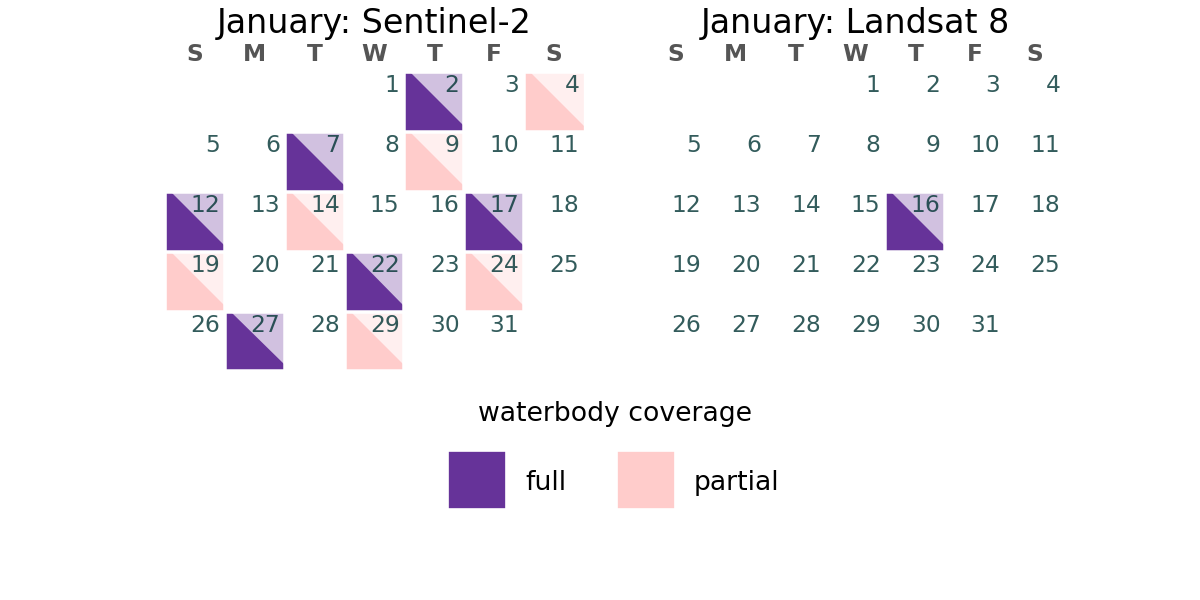 January: Sentinel-2
S M T W T F S
1 2 3 4
5 6 7 8 9 10 11
12 13 14 15 16 17 18
19 20 21 22 23 24 25
26 27 28 29 30 31
January: Landsat 8
S M T W T F S
1 2 3 4
5 6 7 8 9 10 11
12 13 14 15 16 17 18
19 20 21 22 23 24 25
26 27 28 29 30 31
waterbody coverage
full partial